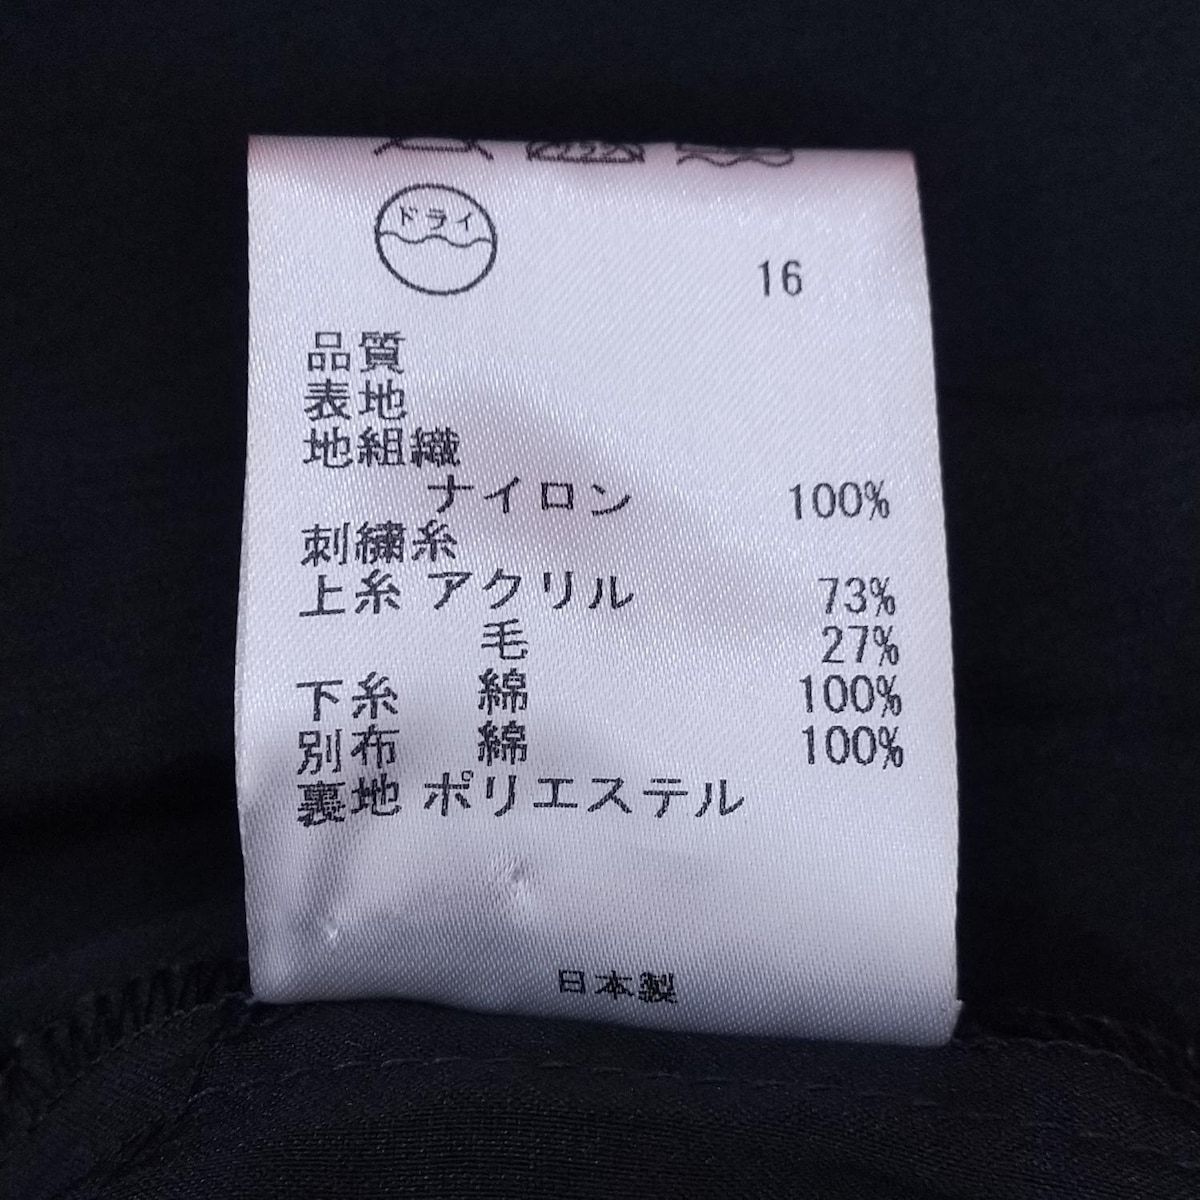 ドライ
16
品質
表地
地組織
ナイロン 100%
刺繍糸
上糸 アクリル 73%
毛 27%
下糸 綿 100%
別布 綿 100%
裏地 ポリエステル
日本製